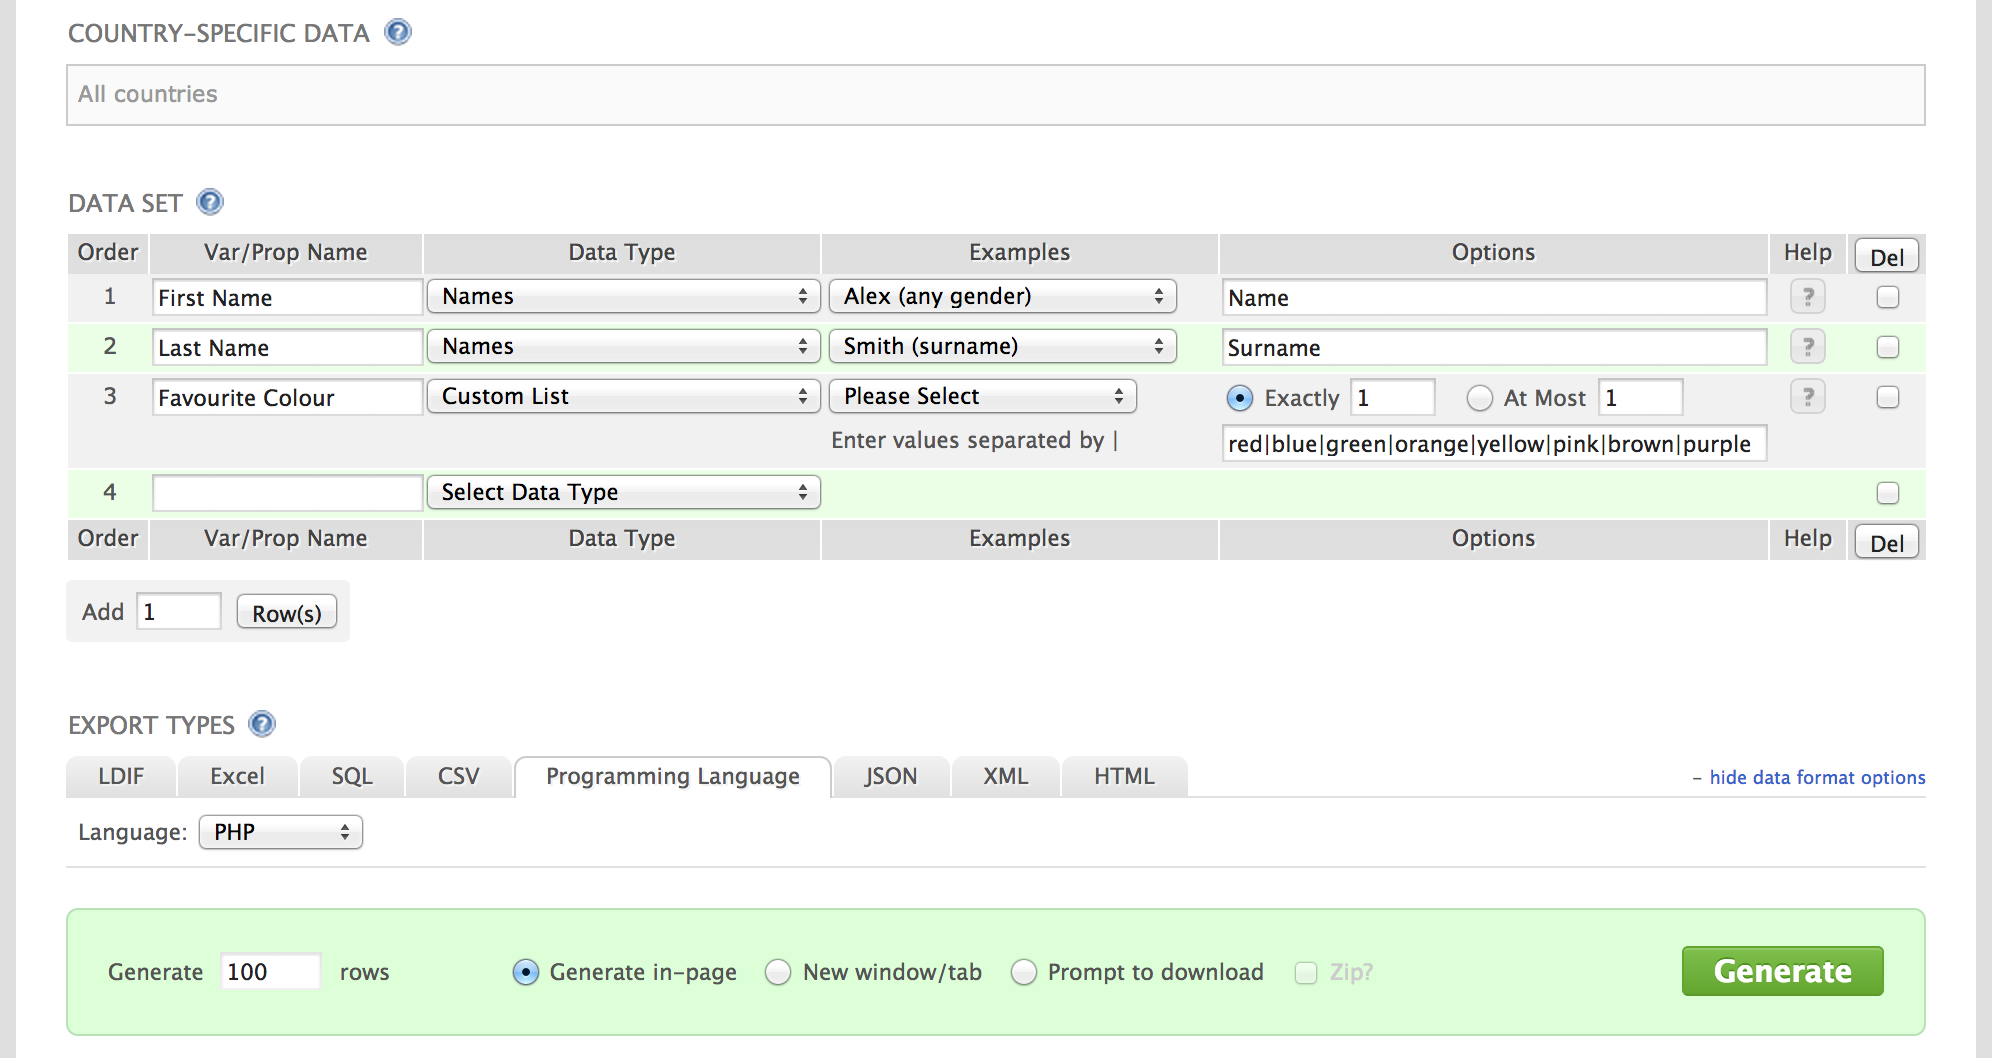 COUNTRY-SPECIFIC DATA ?
All countries
DATA SET ?
Order Var/Prop Name Data Type Examples Options Help Del
1 First Name Names Alex (any gender) Name ?
2 Last Name Names Smith (surname) Surname ?
3 Favourite Colour Custom List Please Select Exactly 1 At Most 1 ?
Enter values separated by | red|blue|green|orange|yellow|pink|brown|purple
4 Select Data Type
Order Var/Prop Name Data Type Examples Options Help Del
Add 1 Row(s)
EXPORT TYPES ?
LDIF Excel SQL CSV Programming Language JSON XML HTML – hide data format options
Language: PHP
Generate 100 rows Generate in-page New window/tab Prompt to download Zip? Generate